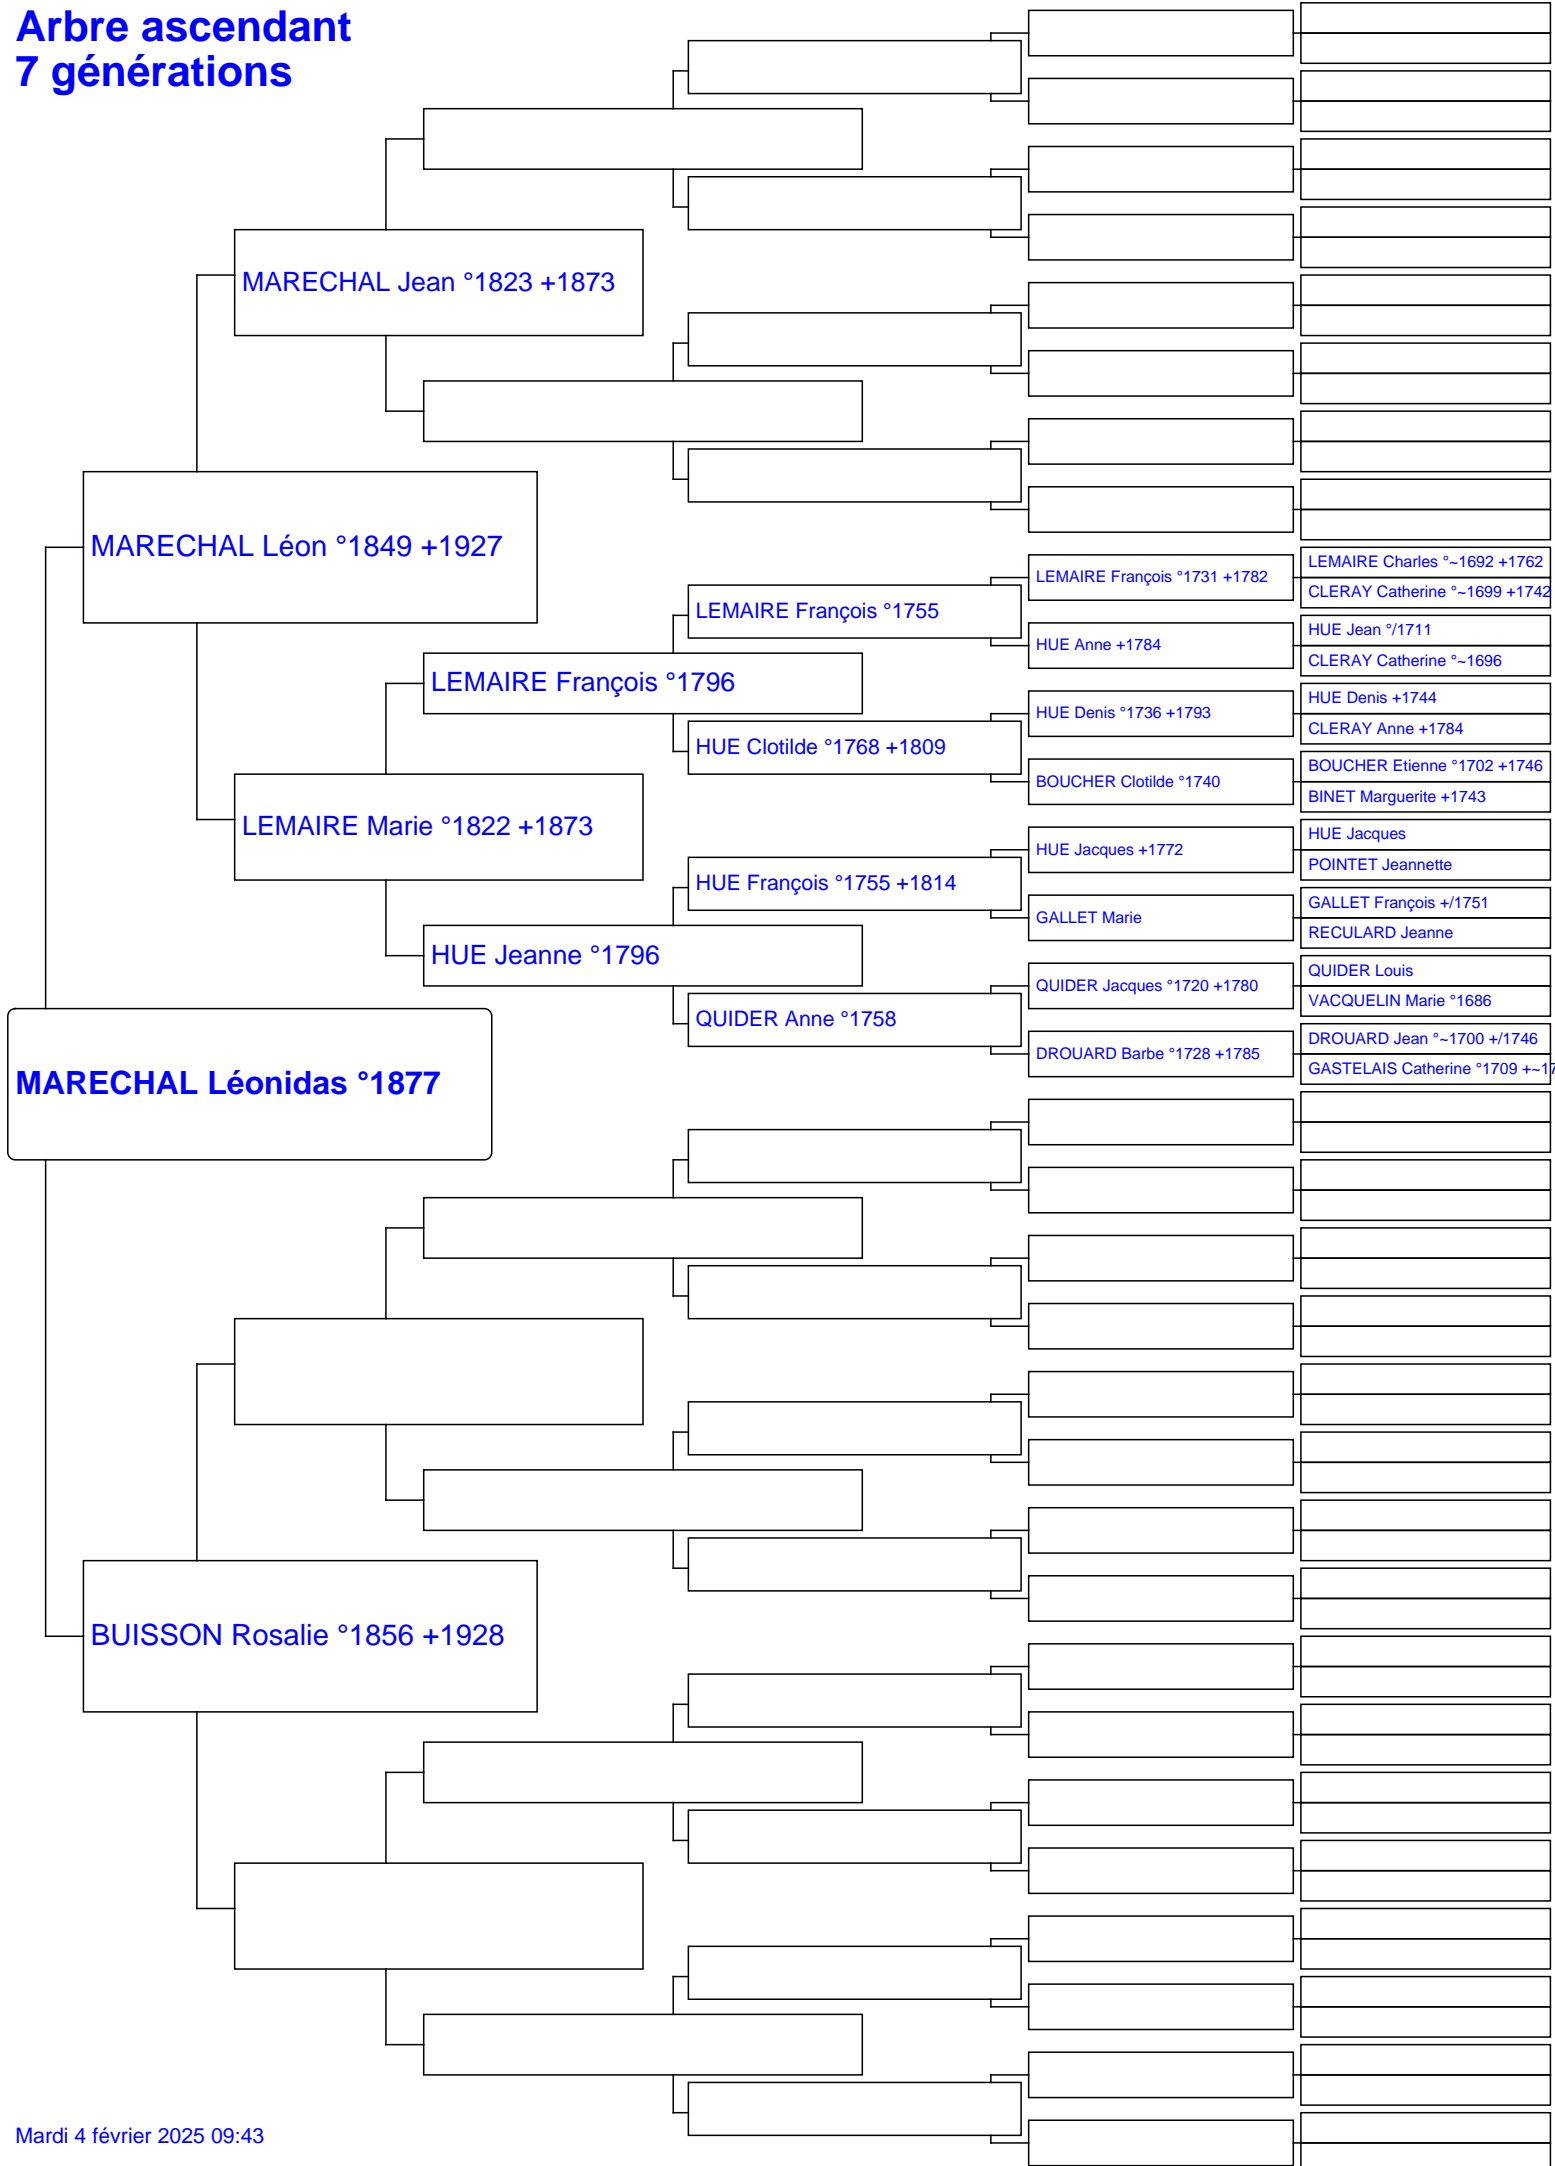 Arbre ascendant
7 générations
MARECHAL Jean °1823 +1873
MARECHAL Léon °1849 +1927
LEMAIRE François °1731 +1782
LEMAIRE Charles °~1692 +1762
CLERAY Catherine °~1699 +1742
LEMAIRE François °1755
HUE Anne +1784
HUE Jean °/1711
CLERAY Catherine °~1696
LEMAIRE François °1796
HUE Denis °1736 +1793
HUE Denis +1744
CLERAY Anne +1784
HUE Clotilde °1768 +1809
BOUCHER Clotilde °1740
BOUCHER Etienne °1702 +1746
BINET Marguerite +1743
LEMAIRE Marie °1822 +1873
HUE Jacques +1772
HUE Jacques
POINTET Jeannette
HUE François °1755 +1814
GALLET Marie
GALLET François +/1751
RECULARD Jeanne
HUE Jeanne °1796
QUIDER Jacques °1720 +1780
QUIDER Louis
VACQUELIN Marie °1686
QUIDER Anne °1758
DROUARD Barbe °1728 +1785
DROUARD Jean °~1700 +/1746
GASTELAIS Catherine °1709 +~17
MARECHAL Léonidas °1877
BUISSON Rosalie °1856 +1928
Mardi 4 février 2025 09:43